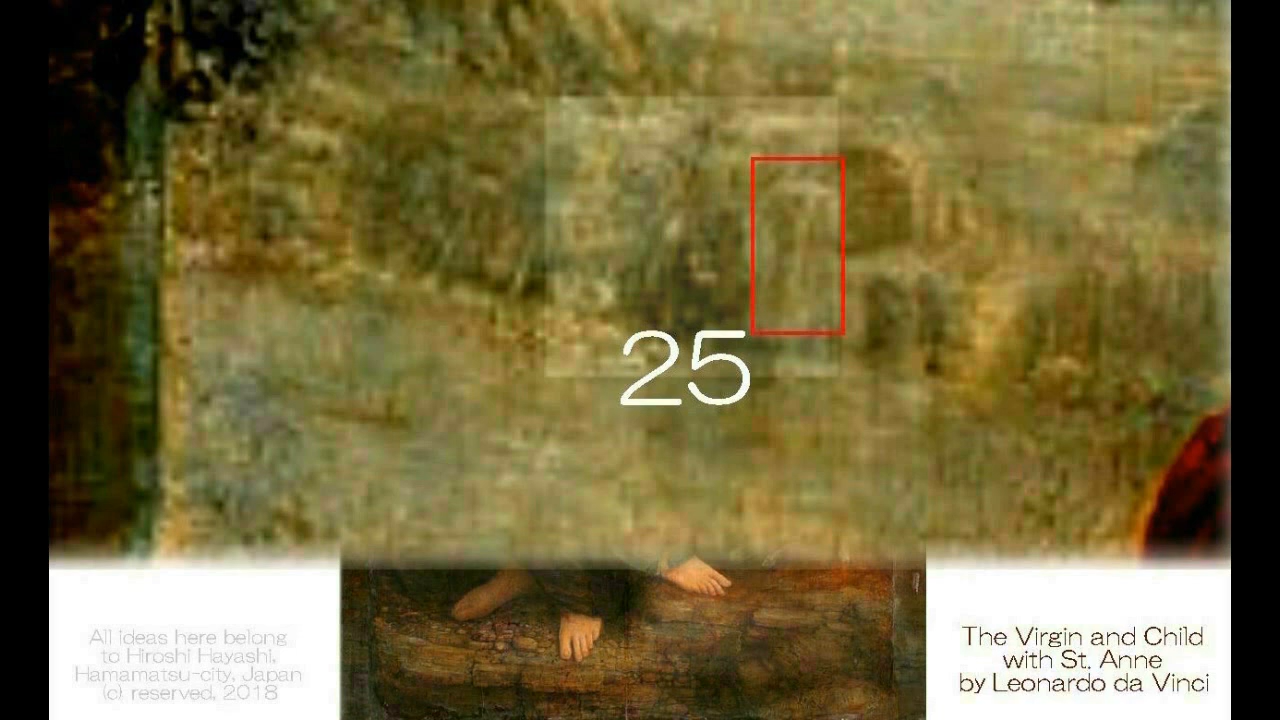 25
All ideas here belong
to Hiroshi Hayashi,
Hamamatsu-city, Japan
(c) reserved, 2018
The Virgin and Child
with St. Anne
by Leonardo da Vinci